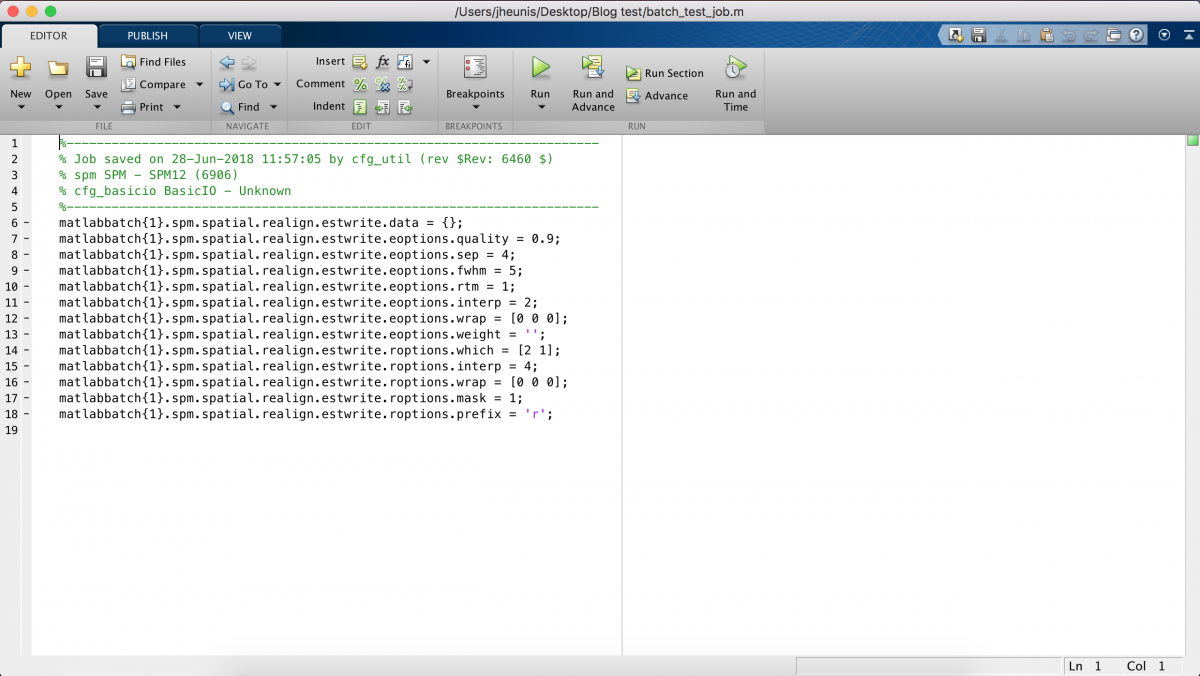 /Users/jheunis/Desktop/Blog test/batch_test_job.m
EDITOR PUBLISH VIEW
New Open Save Find Files Compare Print
Go To Find
Insert fx Comment Indent
Breakpoints
Run Run and Advance Run Section Advance Run and Time
FILE NAVIGATE EDIT BREAKPOINTS RUN
1 %-----------------------------------------------------------------------
2 % Job saved on 28-Jun-2018 11:57:05 by cfg_util (rev $Rev: 6460 $)
3 % spm SPM - SPM12 (6906)
4 % cfg_basicio BasicIO - Unknown
5 %-----------------------------------------------------------------------
6 - matlabbatch{1}.spm.spatial.realign.estwrite.data = {};
7 - matlabbatch{1}.spm.spatial.realign.estwrite.eoptions.quality = 0.9;
8 - matlabbatch{1}.spm.spatial.realign.estwrite.eoptions.sep = 4;
9 - matlabbatch{1}.spm.spatial.realign.estwrite.eoptions.fwhm = 5;
10 - matlabbatch{1}.spm.spatial.realign.estwrite.eoptions.rtm = 1;
11 - matlabbatch{1}.spm.spatial.realign.estwrite.eoptions.interp = 2;
12 - matlabbatch{1}.spm.spatial.realign.estwrite.eoptions.wrap = [0 0 0];
13 - matlabbatch{1}.spm.spatial.realign.estwrite.eoptions.weight = '';
14 - matlabbatch{1}.spm.spatial.realign.estwrite.roptions.which = [2 1];
15 - matlabbatch{1}.spm.spatial.realign.estwrite.roptions.interp = 4;
16 - matlabbatch{1}.spm.spatial.realign.estwrite.roptions.wrap = [0 0 0];
17 - matlabbatch{1}.spm.spatial.realign.estwrite.roptions.mask = 1;
18 - matlabbatch{1}.spm.spatial.realign.estwrite.roptions.prefix = 'r';
19
Ln 1 Col 1